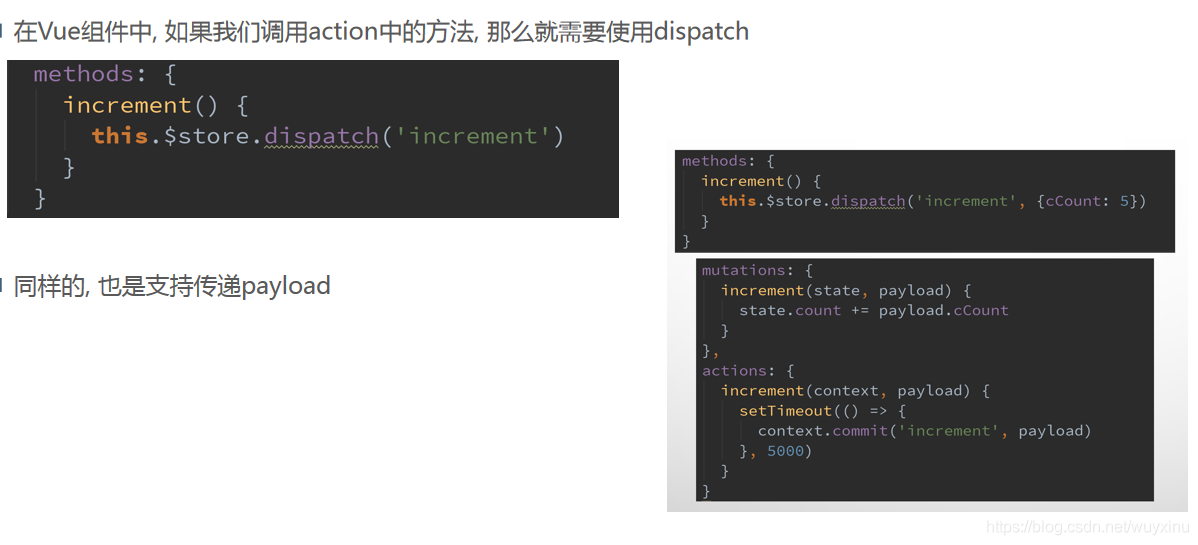 在Vue组件中, 如果我们调用action中的方法, 那么就需要使用dispatch
methods: {
increment() {
this.$store.dispatch('increment')
}
}
同样的, 也是支持传递payload
methods: {
increment() {
this.$store.dispatch('increment', {cCount: 5})
}
}
mutations: {
increment(state, payload) {
state.count += payload.cCount
}
},
actions: {
increment(context, payload) {
setTimeout(() => {
context.commit('increment', payload)
}, 5000)
}
}
https://blog.csdn.net/wuyxinu